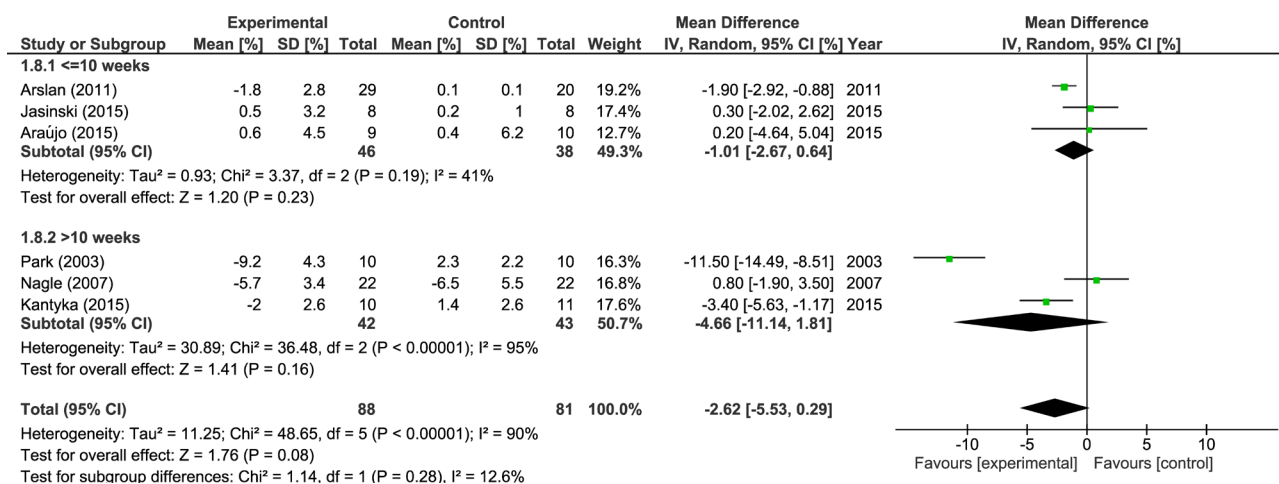 Experimental Control Mean Difference Mean Difference
Study or Subgroup Mean [%] SD [%] Total Mean [%] SD [%] Total Weight IV, Random, 95% CI [%] Year IV, Random, 95% CI [%]
1.8.1 <=10 weeks
Arslan (2011) -1.8 2.8 29 0.1 0.1 20 19.2% -1.90 [-2.92, -0.88] 2011
Jasinski (2015) 0.5 3.2 8 0.2 1 8 17.4% 0.30 [-2.02, 2.62] 2015
Araújo (2015) 0.6 4.5 9 0.4 6.2 10 12.7% 0.20 [-4.64, 5.04] 2015
Subtotal (95% CI) 46 38 49.3% -1.01 [-2.67, 0.64]
Heterogeneity: Tau² = 0.93; Chi² = 3.37, df = 2 (P = 0.19); I² = 41%
Test for overall effect: Z = 1.20 (P = 0.23)
1.8.2 >10 weeks
Park (2003) -9.2 4.3 10 2.3 2.2 10 16.3% -11.50 [-14.49, -8.51] 2003
Nagle (2007) -5.7 3.4 22 -6.5 5.5 22 16.8% 0.80 [-1.90, 3.50] 2007
Kantyka (2015) -2 2.6 10 1.4 2.6 11 17.6% -3.40 [-5.63, -1.17] 2015
Subtotal (95% CI) 42 43 50.7% -4.66 [-11.14, 1.81]
Heterogeneity: Tau² = 30.89; Chi² = 36.48, df = 2 (P < 0.00001); I² = 95%
Test for overall effect: Z = 1.41 (P = 0.16)
Total (95% CI) 88 81 100.0% -2.62 [-5.53, 0.29]
Heterogeneity: Tau² = 11.25; Chi² = 48.65, df = 5 (P < 0.00001); I² = 90%
Test for overall effect: Z = 1.76 (P = 0.08)
Test for subgroup differences: Chi² = 1.14, df = 1 (P = 0.28), I² = 12.6%
-10 -5 0 5 10
Favours [experimental] Favours [control]